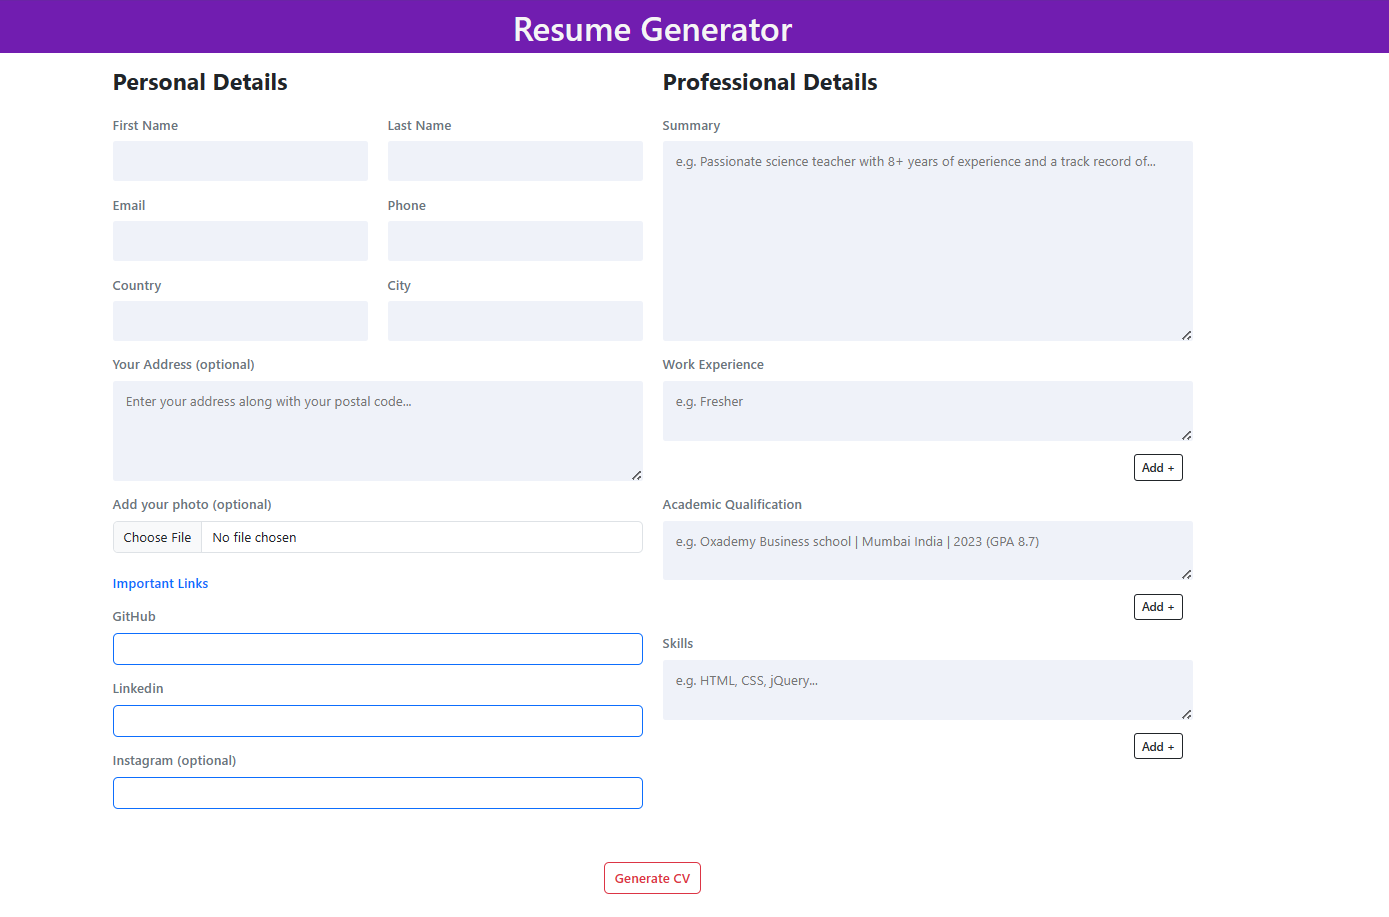 Resume Generator
Personal Details
First Name
Last Name
Email
Phone
Country
City
Your Address (optional)
Enter your address along with your postal code...
Add your photo (optional)
Choose File
No file chosen
Important Links
GitHub
Linkedin
Instagram (optional)
Professional Details
Summary
e.g. Passionate science teacher with 8+ years of experience and a track record of...
Work Experience
e.g. Fresher
Add +
Academic Qualification
e.g. Oxademy Business school | Mumbai India | 2023 (GPA 8.7)
Add +
Skills
e.g. HTML, CSS, jQuery...
Add +
Generate CV